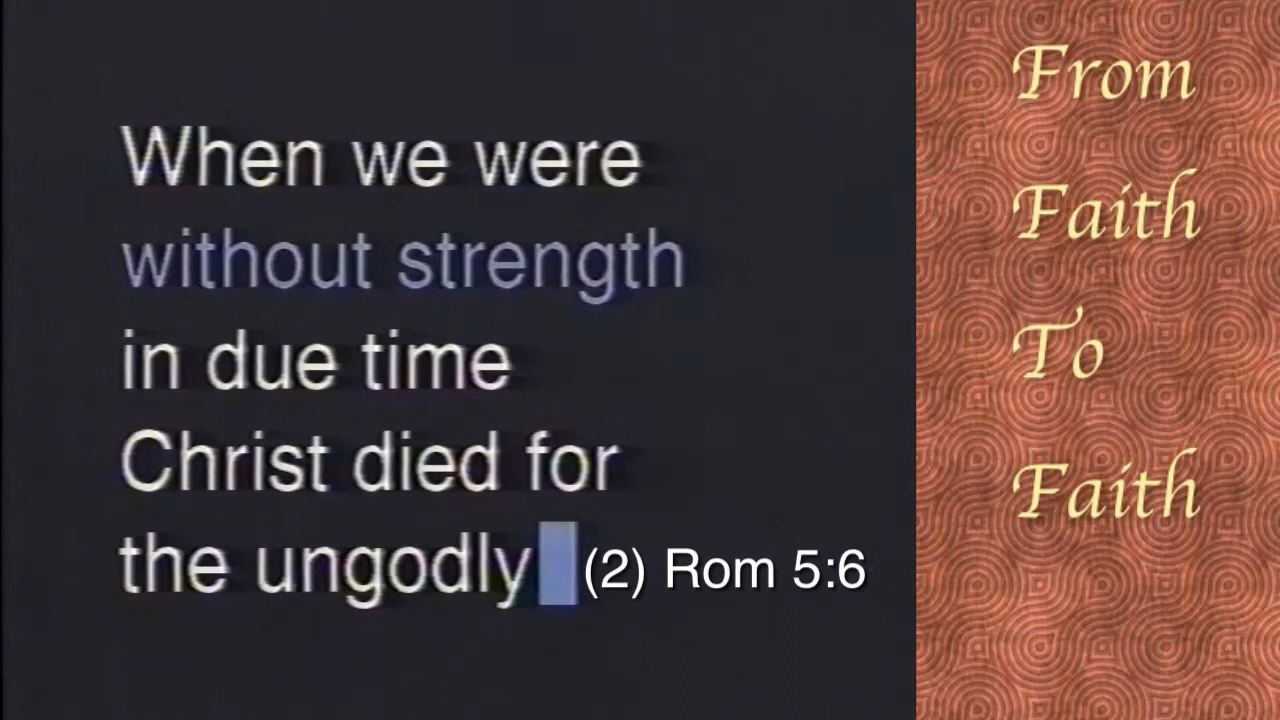 When we were
without strength
in due time
Christ died for
the ungodly (2) Rom 5:6
From
Faith
To
Faith